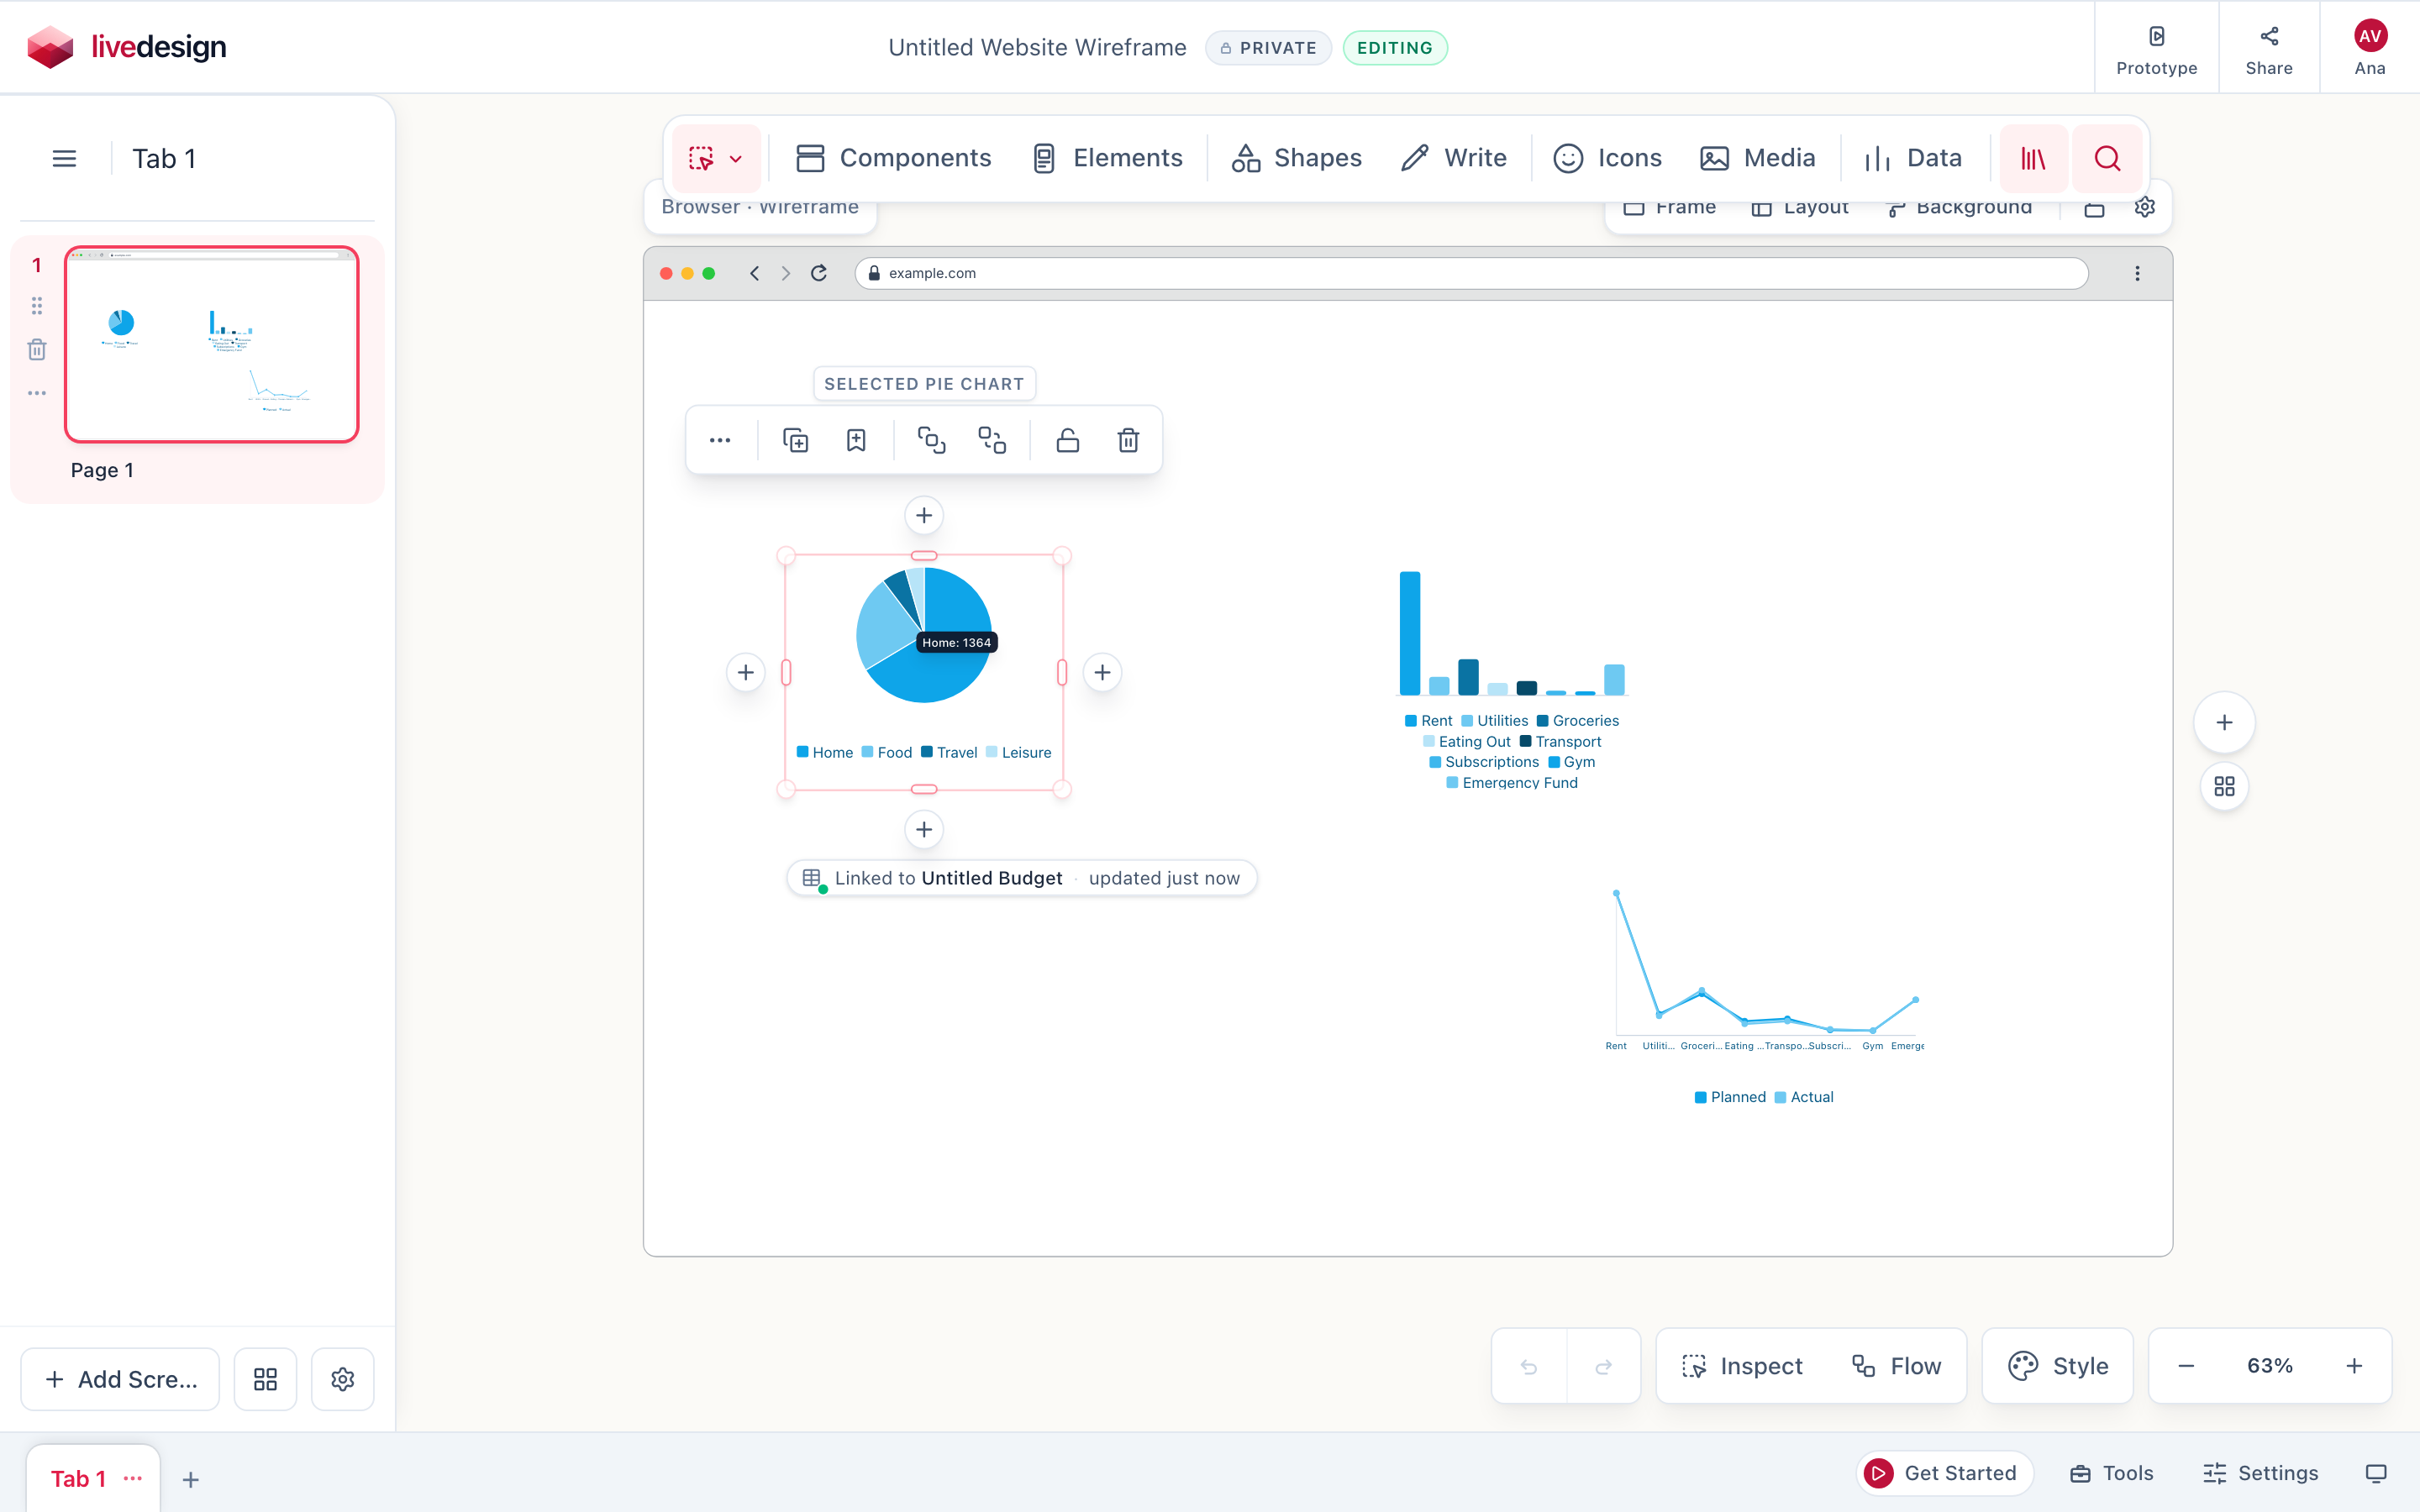 livedesign
Untitled Website Wireframe
PRIVATE
EDITING
Prototype
Share
AV
Ana
Tab 1
Components
Elements
Shapes
Write
Icons
Media
Data
Browser · Wireframe
Frame
Layout
Background
1
example.com
Page 1
SELECTED PIE CHART
Home: 1364
Home Food Travel Leisure
Rent Utilities Groceries
Eating Out Transport
Subscriptions Gym
Emergency Fund
Linked to Untitled Budget · updated just now
Rent Utiliti... Groceri... Eating ... Transpo... Subscri... Gym Emerge
Planned Actual
Add Scre...
Inspect
Flow
Style
63%
Tab 1
Get Started
Tools
Settings